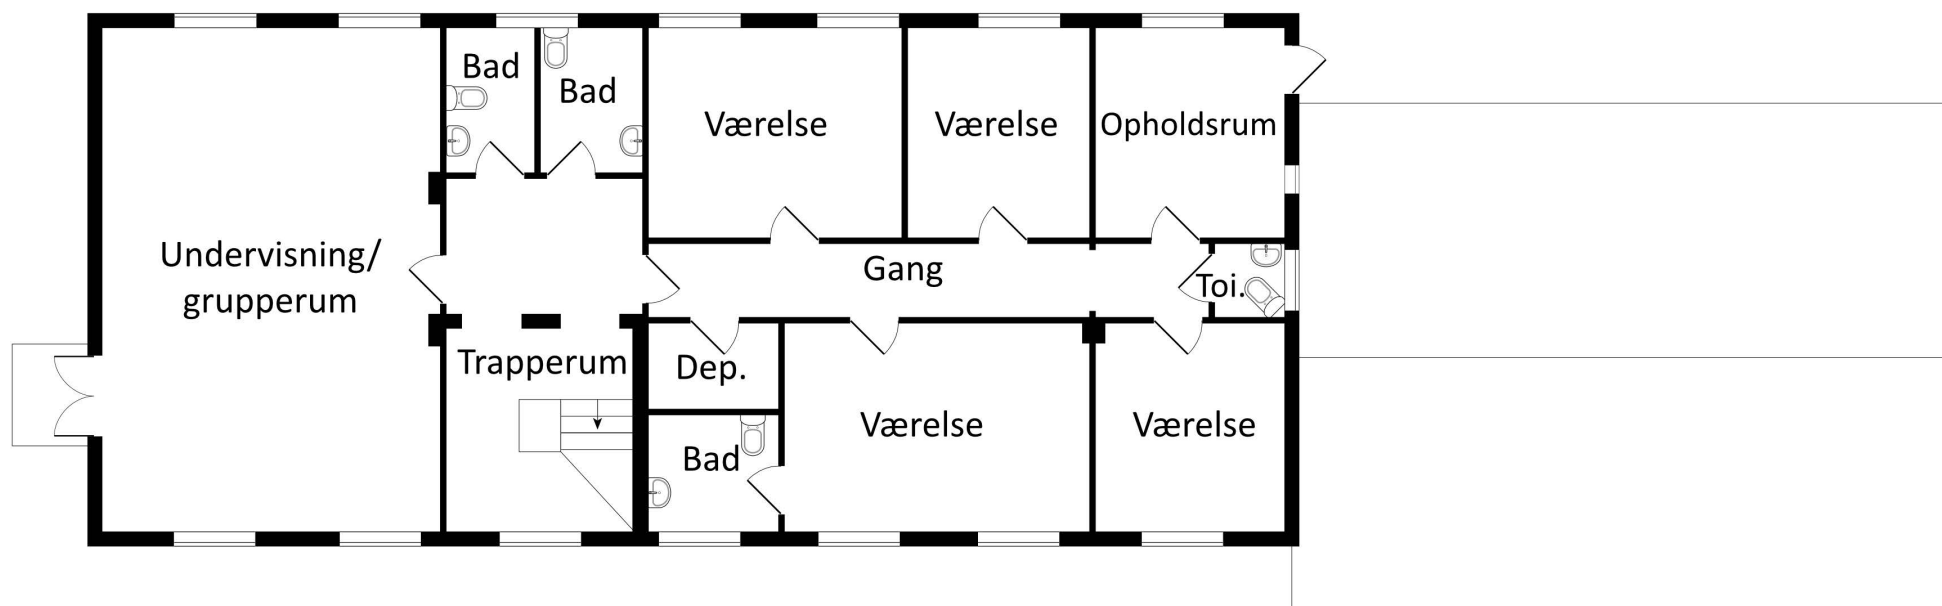 Bad
Bad
Værelse
Værelse
Opholdsrum
Undervisning/
grupperum
Gang
Toi.
Trapperum
Dep.
Værelse
Værelse
Bad